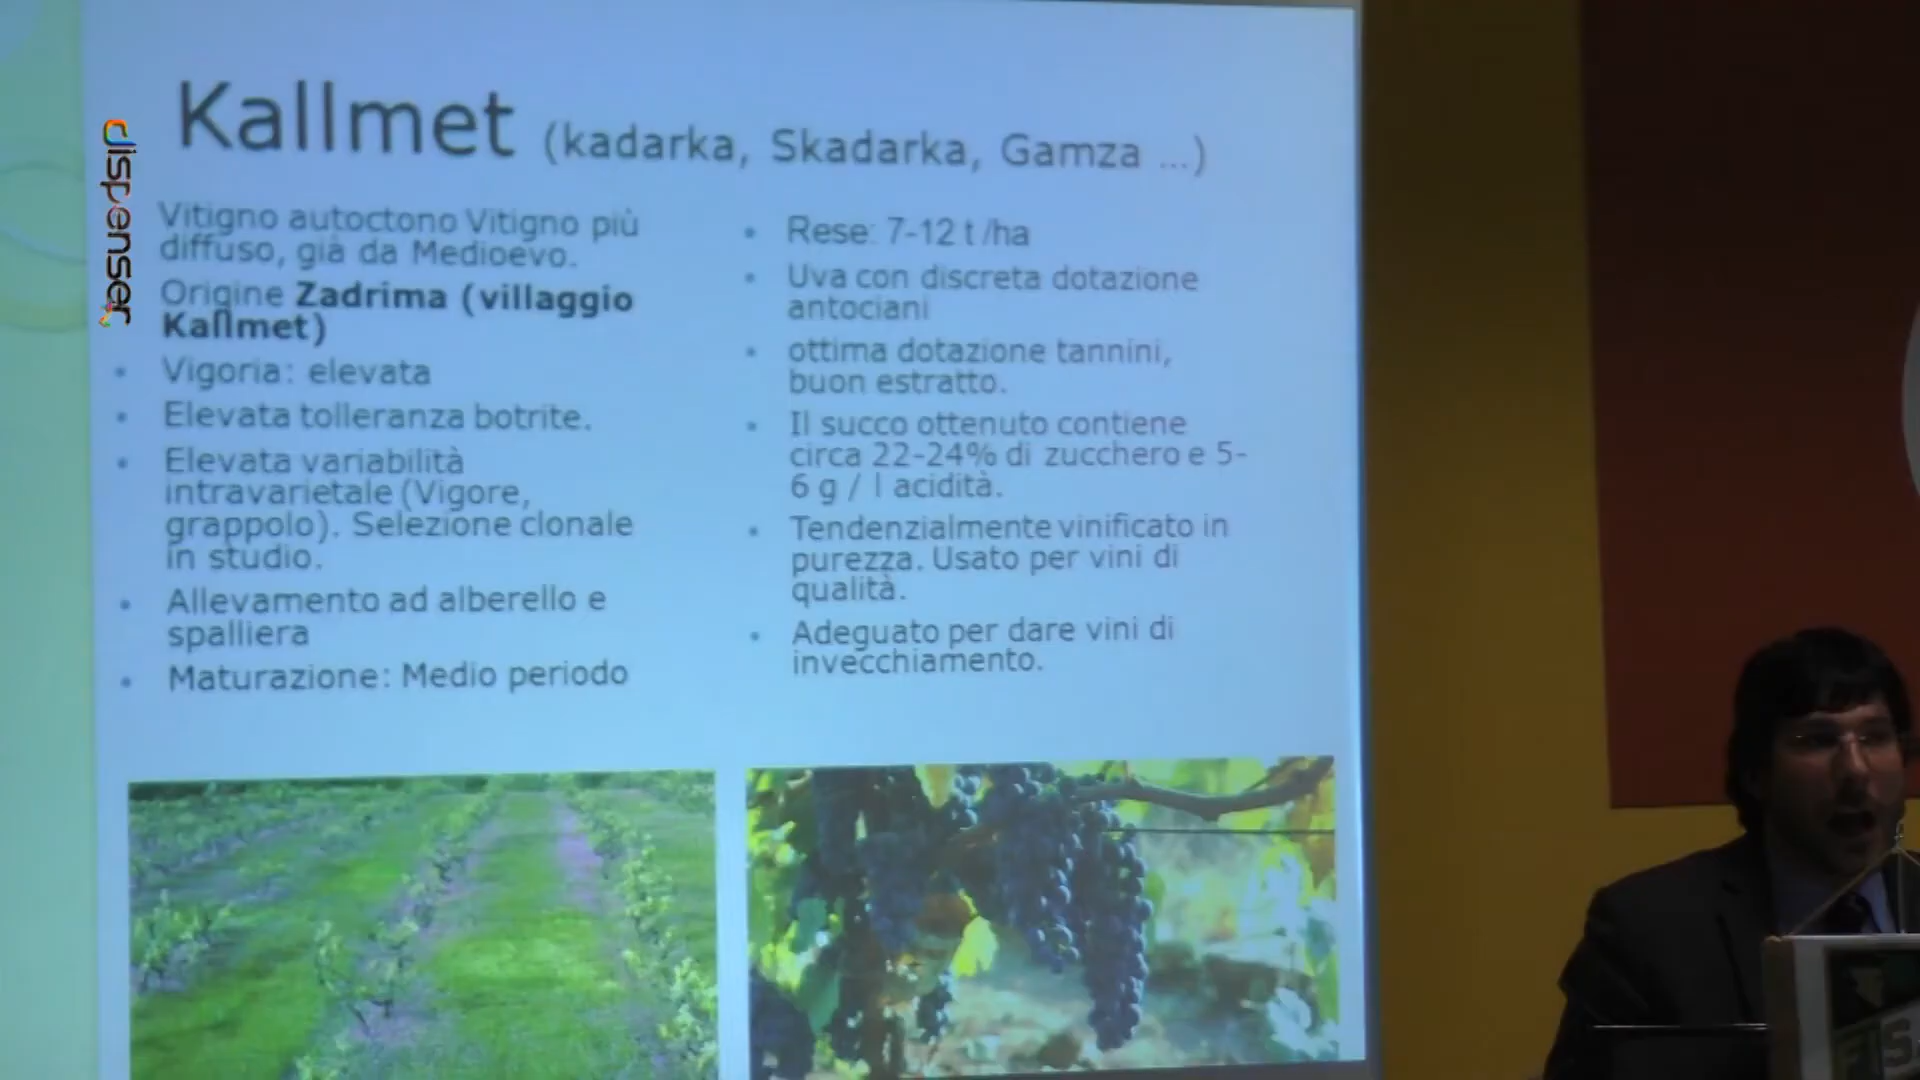 Kallmet (kadarka, Skadarka, Gamza ...)
dispenser
Vitigno autoctono Vitigno più
diffuso, già da Medioevo.
Origine Zadrima (villaggio
Kallmet)
Vigoria: elevata
Elevata tolleranza botrite.
Elevata variabilità
intravarietale (Vigore,
grappolo). Selezione clonale
in studio.
Allevamento ad alberello e
spalliera
Maturazione: Medio periodo
Rese: 7-12 t /ha
Uva con discreta dotazione
antociani
ottima dotazione tannini,
buon estratto.
Il succo ottenuto contiene
circa 22-24% di zucchero e 5-
6 g / l acidità.
Tendenzialmente vinificato in
purezza. Usato per vini di
qualità.
Adeguato per dare vini di
invecchiamento.